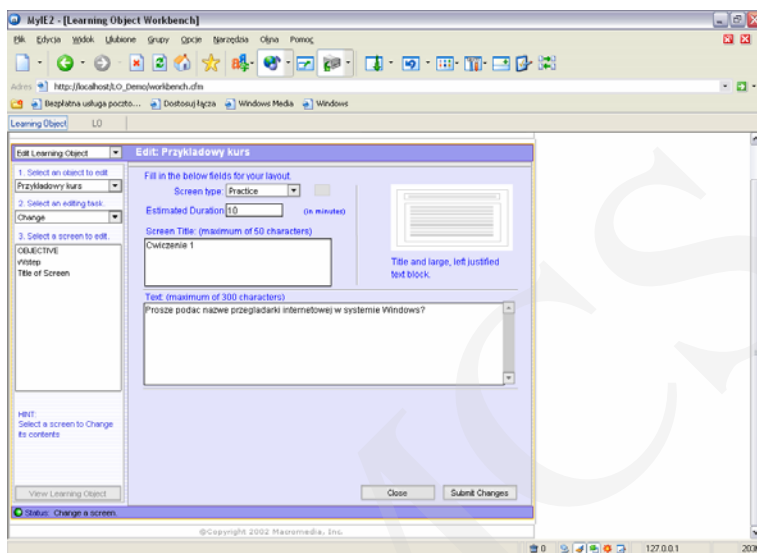 MyIE2 - [Learning Object Workbench]
Plik Edycja Widok Ulubione Grupy Opcje Narzędzia Okna Pomoc
Adres http://localhost/LO_Demo/workbench.cfm
Bezpłatna usługa poczto... Dostosuj łącza Windows Media Windows
Learning Object LO
Edit Learning Object Edit: Przykladowy kurs
1. Select an object to edit
Przykladowy kurs
2. Select an editing task.
Change
3. Select a screen to edit.
OBJECTIVE
Wstep
Title of Screen
HINT:
Select a screen to Change
its contents
View Learning Object
Fill in the below fields for your layout.
Screen type: Practice
Estimated Duration 10 (in minutes)
Screen Title: (maximum of 50 characters)
Cwiczenie 1
Title and large, left justified
text block.
Text: (maximum of 300 characters)
Prosze podac nazwe przegladarki internetowej w systemie Windows?
Close Submit Changes
Status: Change a screen.
©Copyright 2002 Macromedia, Inc.
0 127.0.0.1